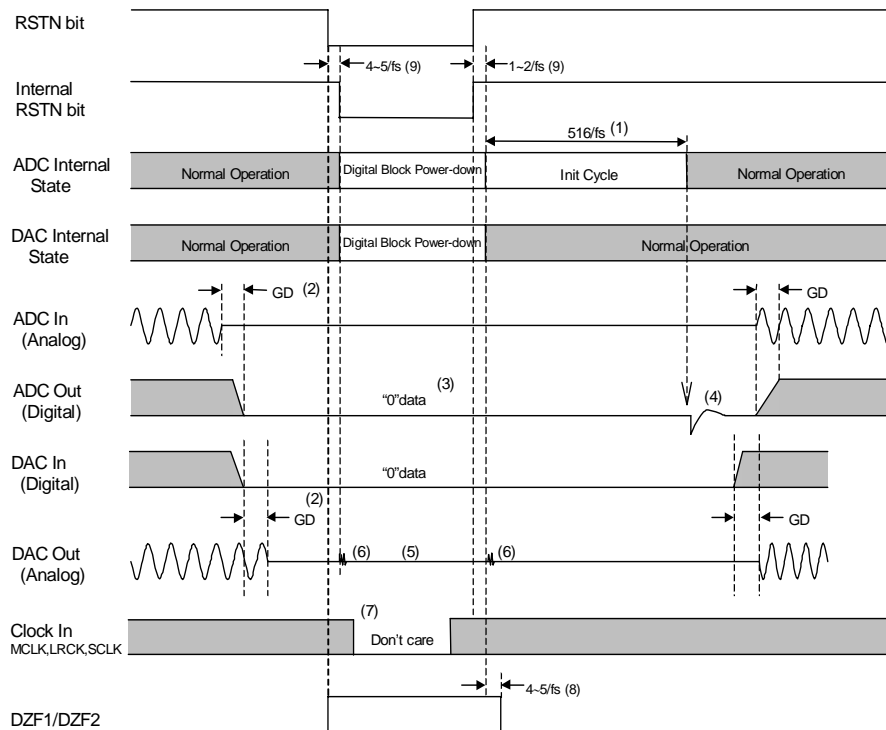 RSTN bit
4~5/fs (9)
1~2/fs (9)
Internal
RSTN bit
516/fs (1)
ADC Internal
State
Normal Operation
Digital Block Power-down
Init Cycle
Normal Operation
DAC Internal
State
Normal Operation
Digital Block Power-down
Normal Operation
GD (2)
GD
ADC In
(Analog)
ADC Out
(Digital)
“0”data
(3)
(4)
DAC In
(Digital)
“0”data
(2)
GD
GD
DAC Out
(Analog)
(6)
(5)
(6)
Clock In
MCLK,LRCK,SCLK
(7)
Don’t care
4~5/fs (8)
DZF1/DZF2